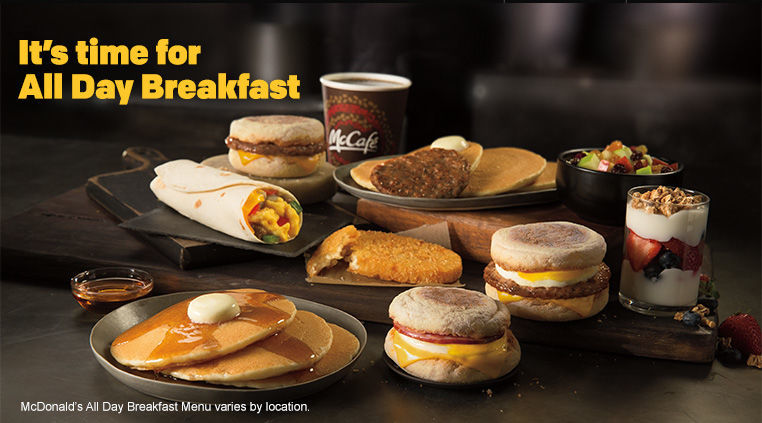 It's time for
All Day Breakfast
McCafé
McDonald's All Day Breakfast Menu varies by location.